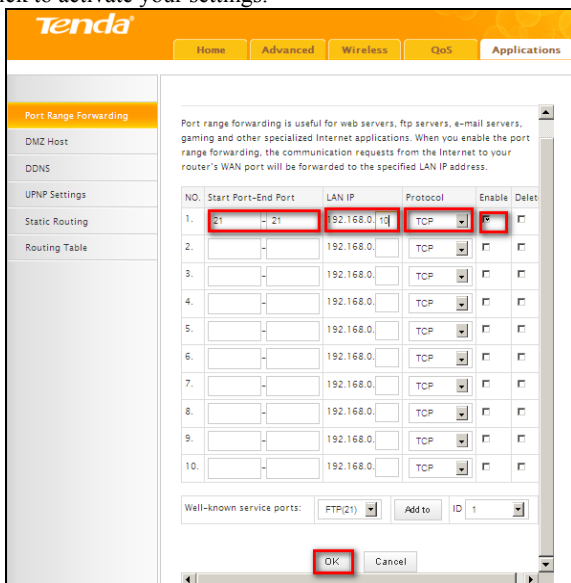 ck to activate your settings.
Tenda
Home Advanced Wireless QoS Applications
Port Range Forwarding
DMZ Host
DDNS
UPNP Settings
Static Routing
Routing Table
Port range forwarding is useful for web servers, ftp servers, e-mail servers,
gaming and other specialized Internet applications. When you enable the port
range forwarding, the communication requests from the Internet to your
router's WAN port will be forwarded to the specified LAN IP address.
NO. Start Port-End Port LAN IP Protocol Enable Delet
1. 21 - 21 192.168.0. 10 TCP
2. - 192.168.0. TCP
3. - 192.168.0. TCP
4. - 192.168.0. TCP
5. - 192.168.0. TCP
6. - 192.168.0. TCP
7. - 192.168.0. TCP
8. - 192.168.0. TCP
9. - 192.168.0. TCP
10. - 192.168.0. TCP
Well-known service ports: FTP(21) Add to ID 1
OK Cancel